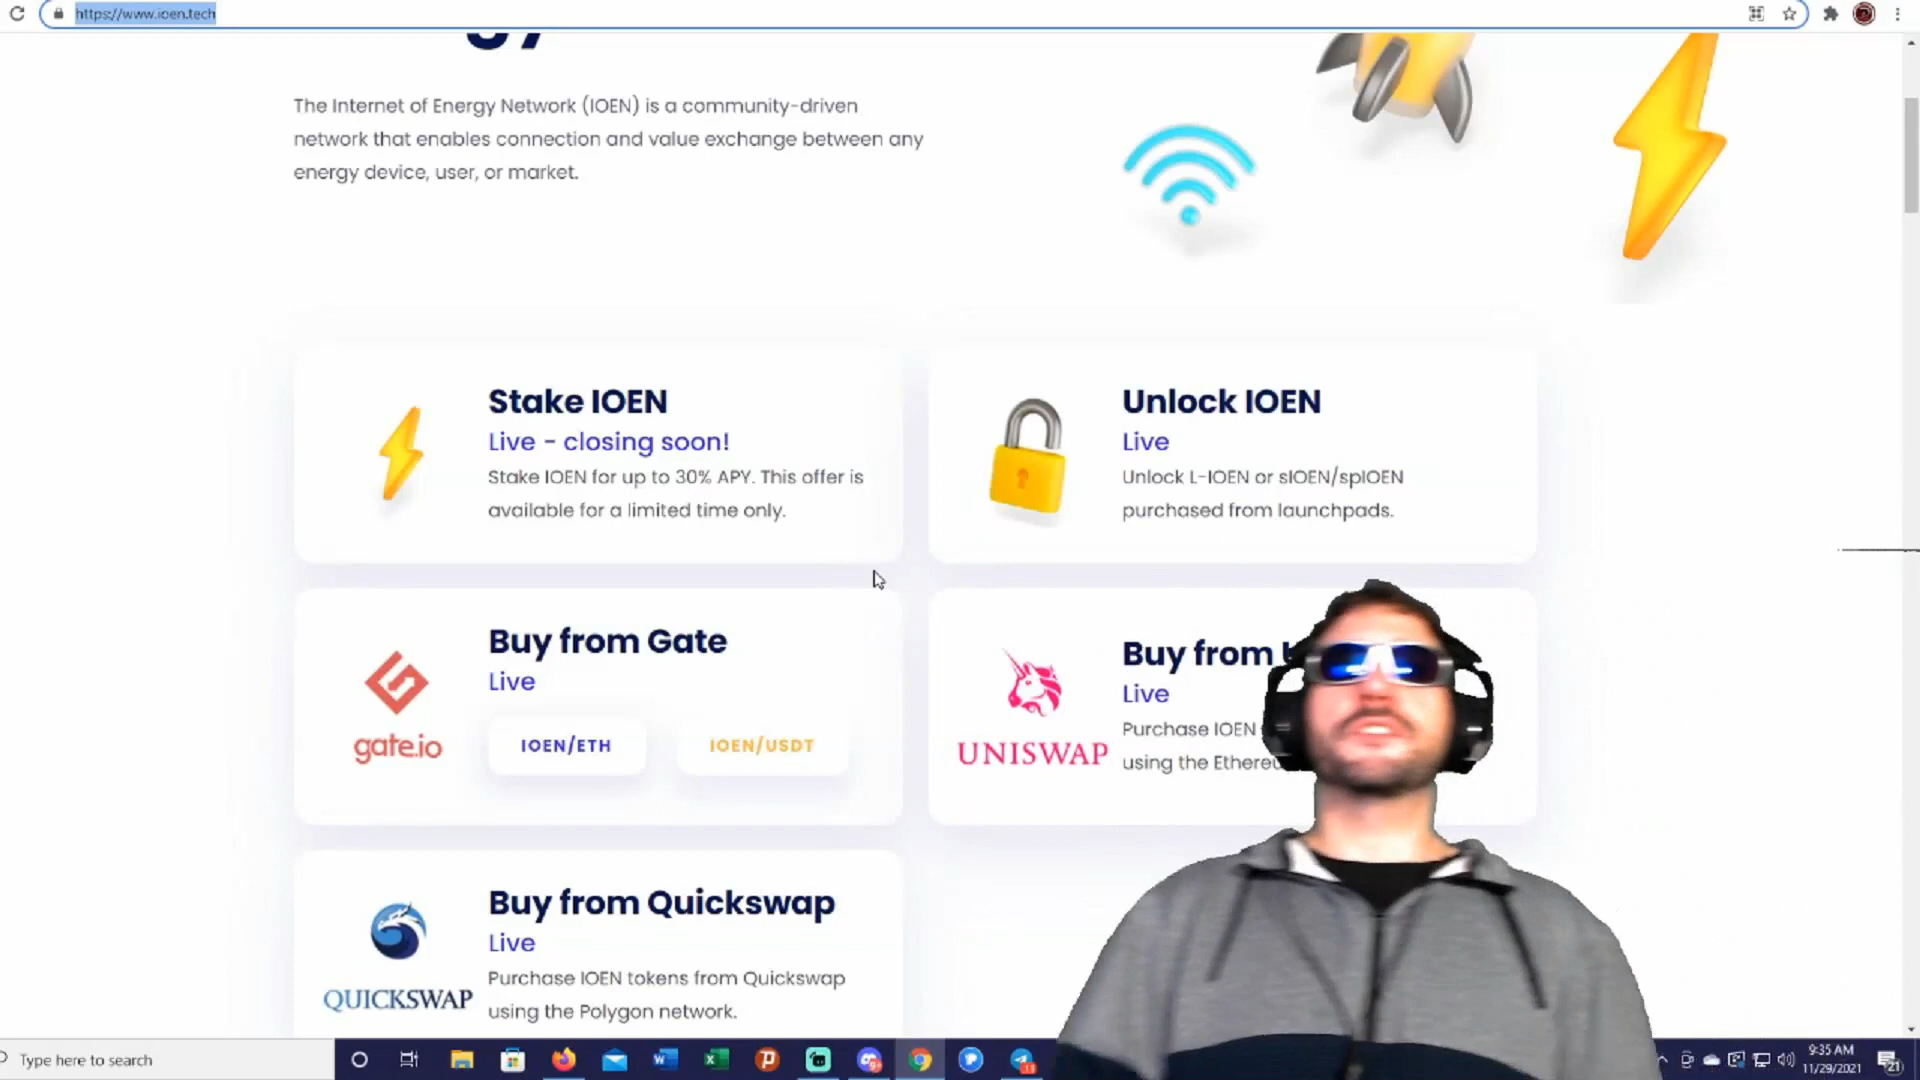 https://www.ioen.tech
The Internet of Energy Network (IOEN) is a community-driven
network that enables connection and value exchange between any
energy device, user, or market.
Stake IOEN
Live - closing soon!
Stake IOEN for up to 30% APY. This offer is
available for a limited time only.
Unlock IOEN
Live
Unlock L-IOEN or sIOEN/spIOEN
purchased from launchpads.
Buy from Gate
Live
gate.io
IOEN/ETH
IOEN/USDT
Buy from
Live
Purchase IOEN
using the
UNISWAP
Buy from Quickswap
Live
Purchase IOEN tokens from Quickswap
using the Polygon network.
QUICKSWAP
Type here to search
9:35 AM
11/29/2021
21